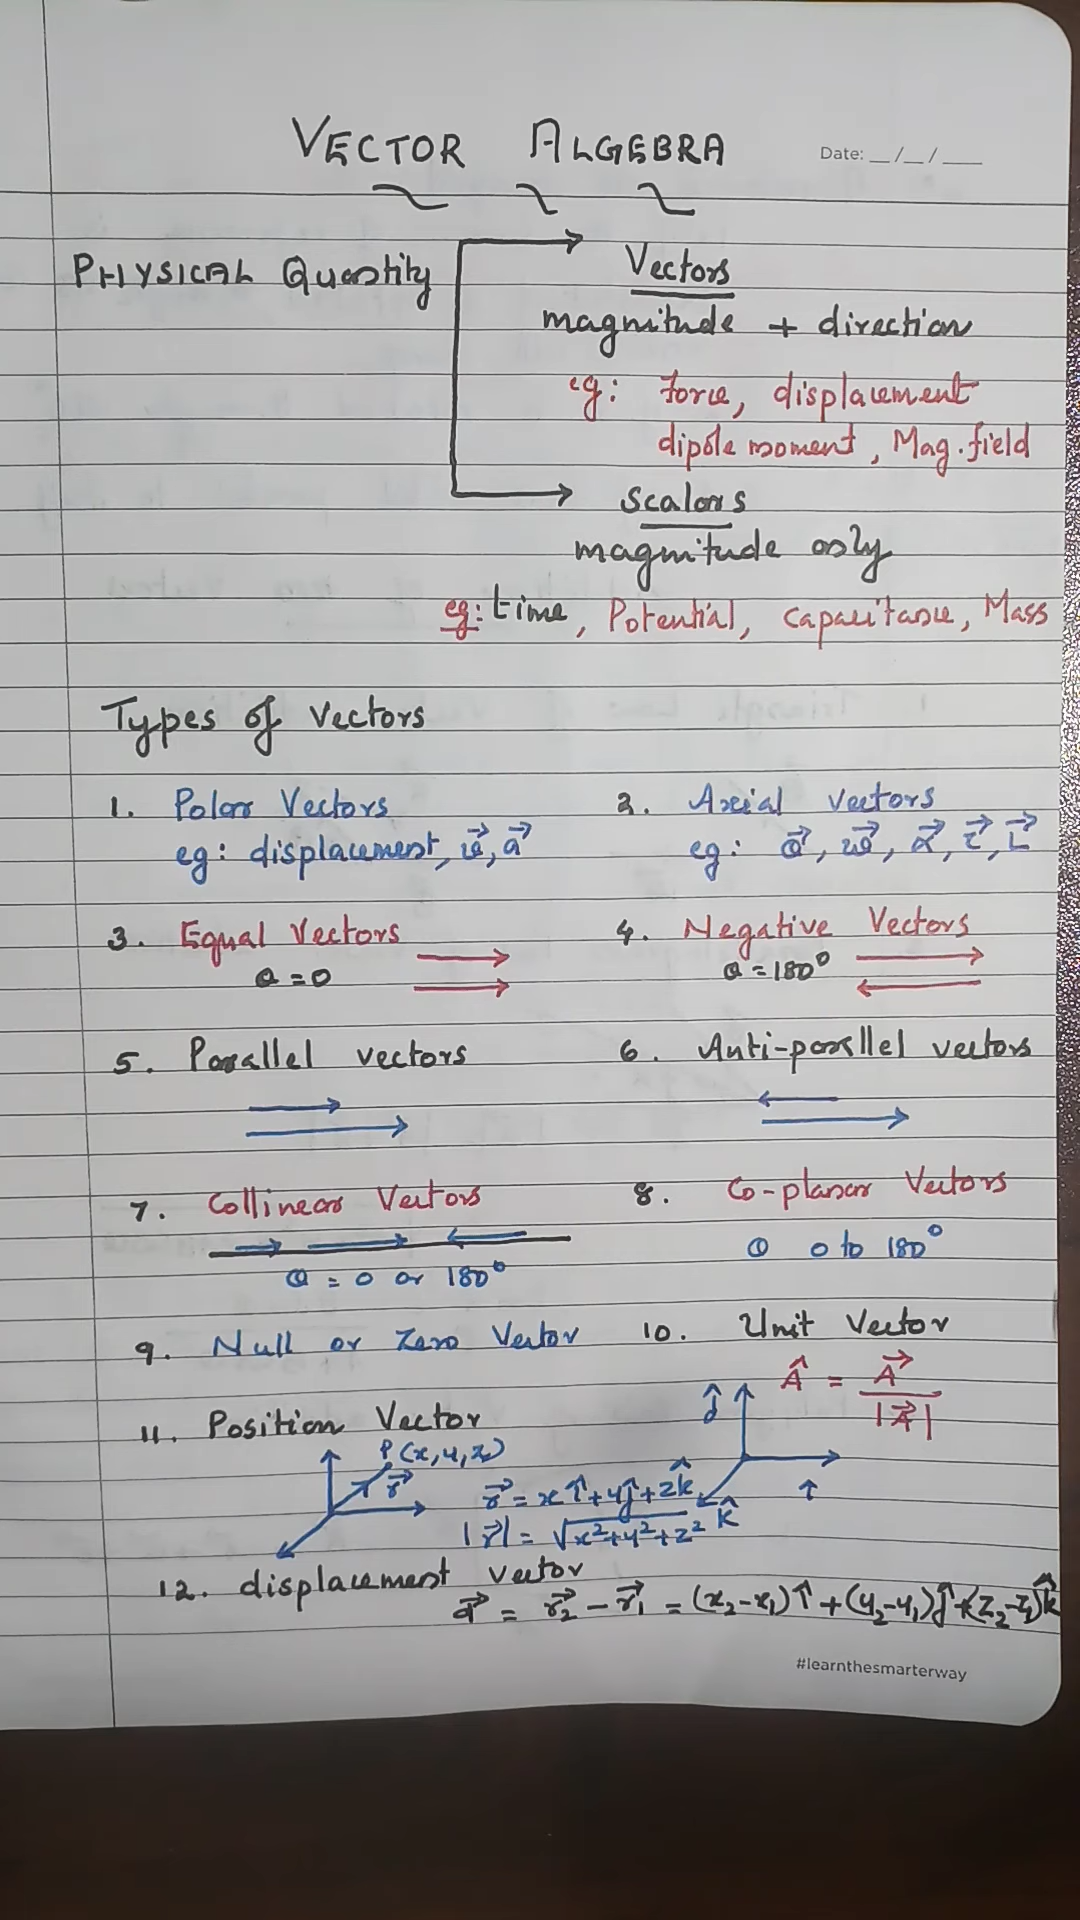 VECTOR ALGEBRA
Date: __/__/____
PHYSICAL Quantity
Vectors
magnitude + direction
eg: force, displacement
dipole moment, Mag. field
Scalars
magnitude only
eg: time, Potential, Capacitance, Mass
Types of vectors
1. Polar Vectors
eg: displacement, v⃗, a⃗
2. Axial vectors
eg: θ⃗, ω⃗, α⃗, τ⃗, L⃗
3. Equal Vectors
θ = 0
4. Negative Vectors
θ = 180°
5. Parallel vectors
6. Anti-parallel vectors
7. Collinear Vectors
θ = 0 or 180°
8. Co-planar Vectors
θ 0 to 180°
9. Null or Zero Vector
10. Unit Vector
Â = A⃗ / |A⃗|
ĵ
î
k̂
11. Position Vector
P(x, y, z)
r⃗
r⃗ = xî + yĵ + zk̂
|r⃗| = √x²+y²+z²
12. displacement vector
d⃗ = r⃗₂ − r⃗₁ = (x₂−x₁)î + (y₂−y₁)ĵ + (z₂−z₁)k̂
#learnthesmarterway